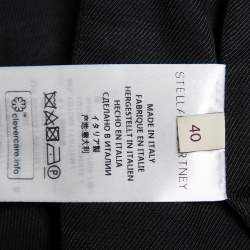 STELLA McCARTNEY
40
MADE IN ITALY
FABRIQUÉ EN ITALIE
HERGESTELLT IN ITALIEN
HECHO EN ITALIA
イタリア製
СДЕЛАНО В ИТАЛИИ
产地:意大利
clevercare.info